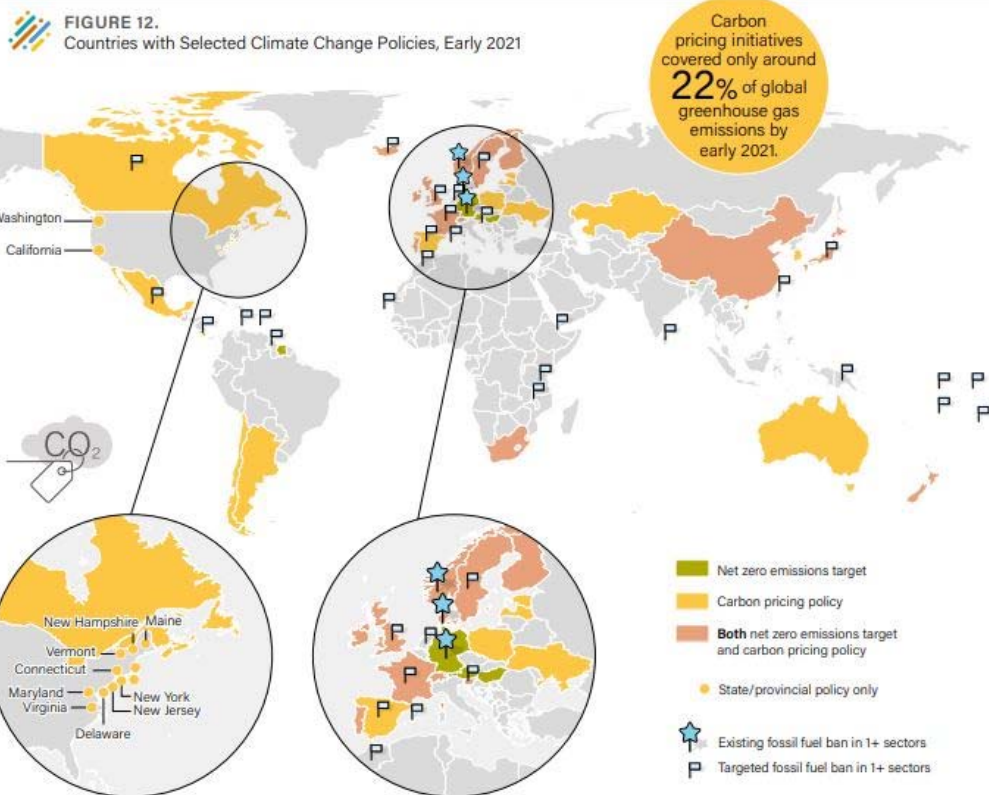 FIGURE 12.
Countries with Selected Climate Change Policies, Early 2021
Carbon
pricing initiatives
covered only around
22% of global
greenhouse gas
emissions by
early 2021.
Washington
California
CO₂
New Hampshire
Maine
Vermont
Connecticut
Maryland
Virginia
New York
New Jersey
Delaware
Net zero emissions target
Carbon pricing policy
Both net zero emissions target
and carbon pricing policy
State/provincial policy only
Existing fossil fuel ban in 1+ sectors
Targeted fossil fuel ban in 1+ sectors